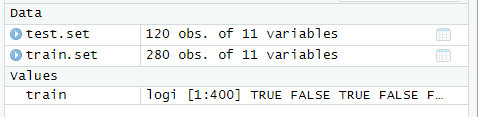 Data
test.set 120 obs. of 11 variables
train.set 280 obs. of 11 variables
Values
train logi [1:400] TRUE FALSE TRUE FALSE F…